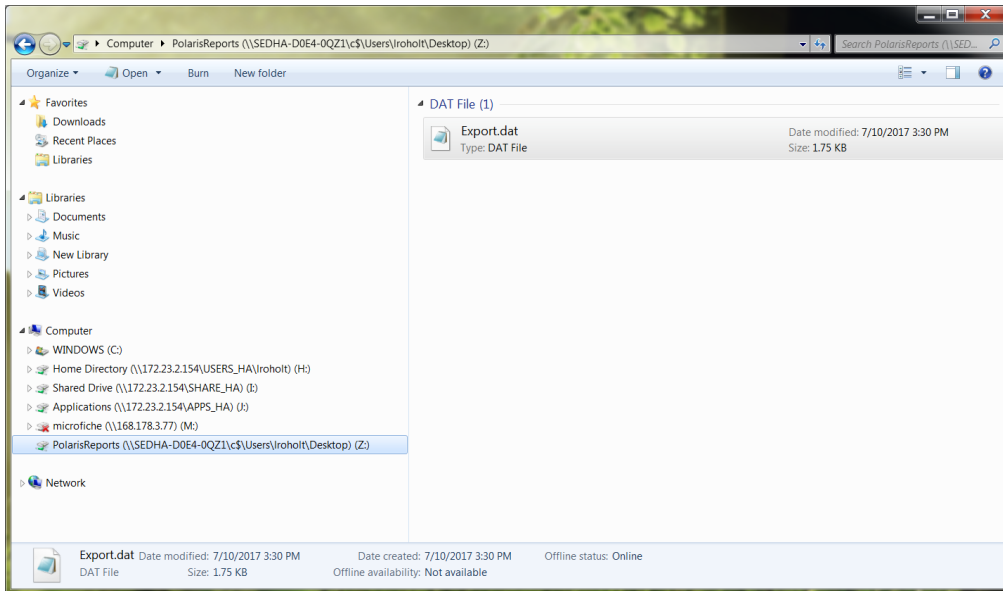 Computer PolarisReports (\\SEDHA-D0E4-0QZ1\c$\Users\lroholt\Desktop) (Z:)
Search PolarisReports (\\SED...
Organize Open Burn New folder
Favorites
Downloads
Recent Places
Libraries
Libraries
Documents
Music
New Library
Pictures
Videos
Computer
WINDOWS (C:)
Home Directory (\\172.23.2.154\USERS_HA\lroholt) (H:)
Shared Drive (\\172.23.2.154\SHARE_HA) (I:)
Applications (\\172.23.2.154\APPS_HA) (J:)
microfiche (\\168.178.3.77) (M:)
PolarisReports (\\SEDHA-D0E4-0QZ1\c$\Users\lroholt\Desktop) (Z:)
Network
DAT File (1)
Export.dat
Type: DAT File
Date modified: 7/10/2017 3:30 PM
Size: 1.75 KB
Export.dat Date modified: 7/10/2017 3:30 PM Date created: 7/10/2017 3:30 PM Offline status: Online
DAT File Size: 1.75 KB Offline availability: Not available